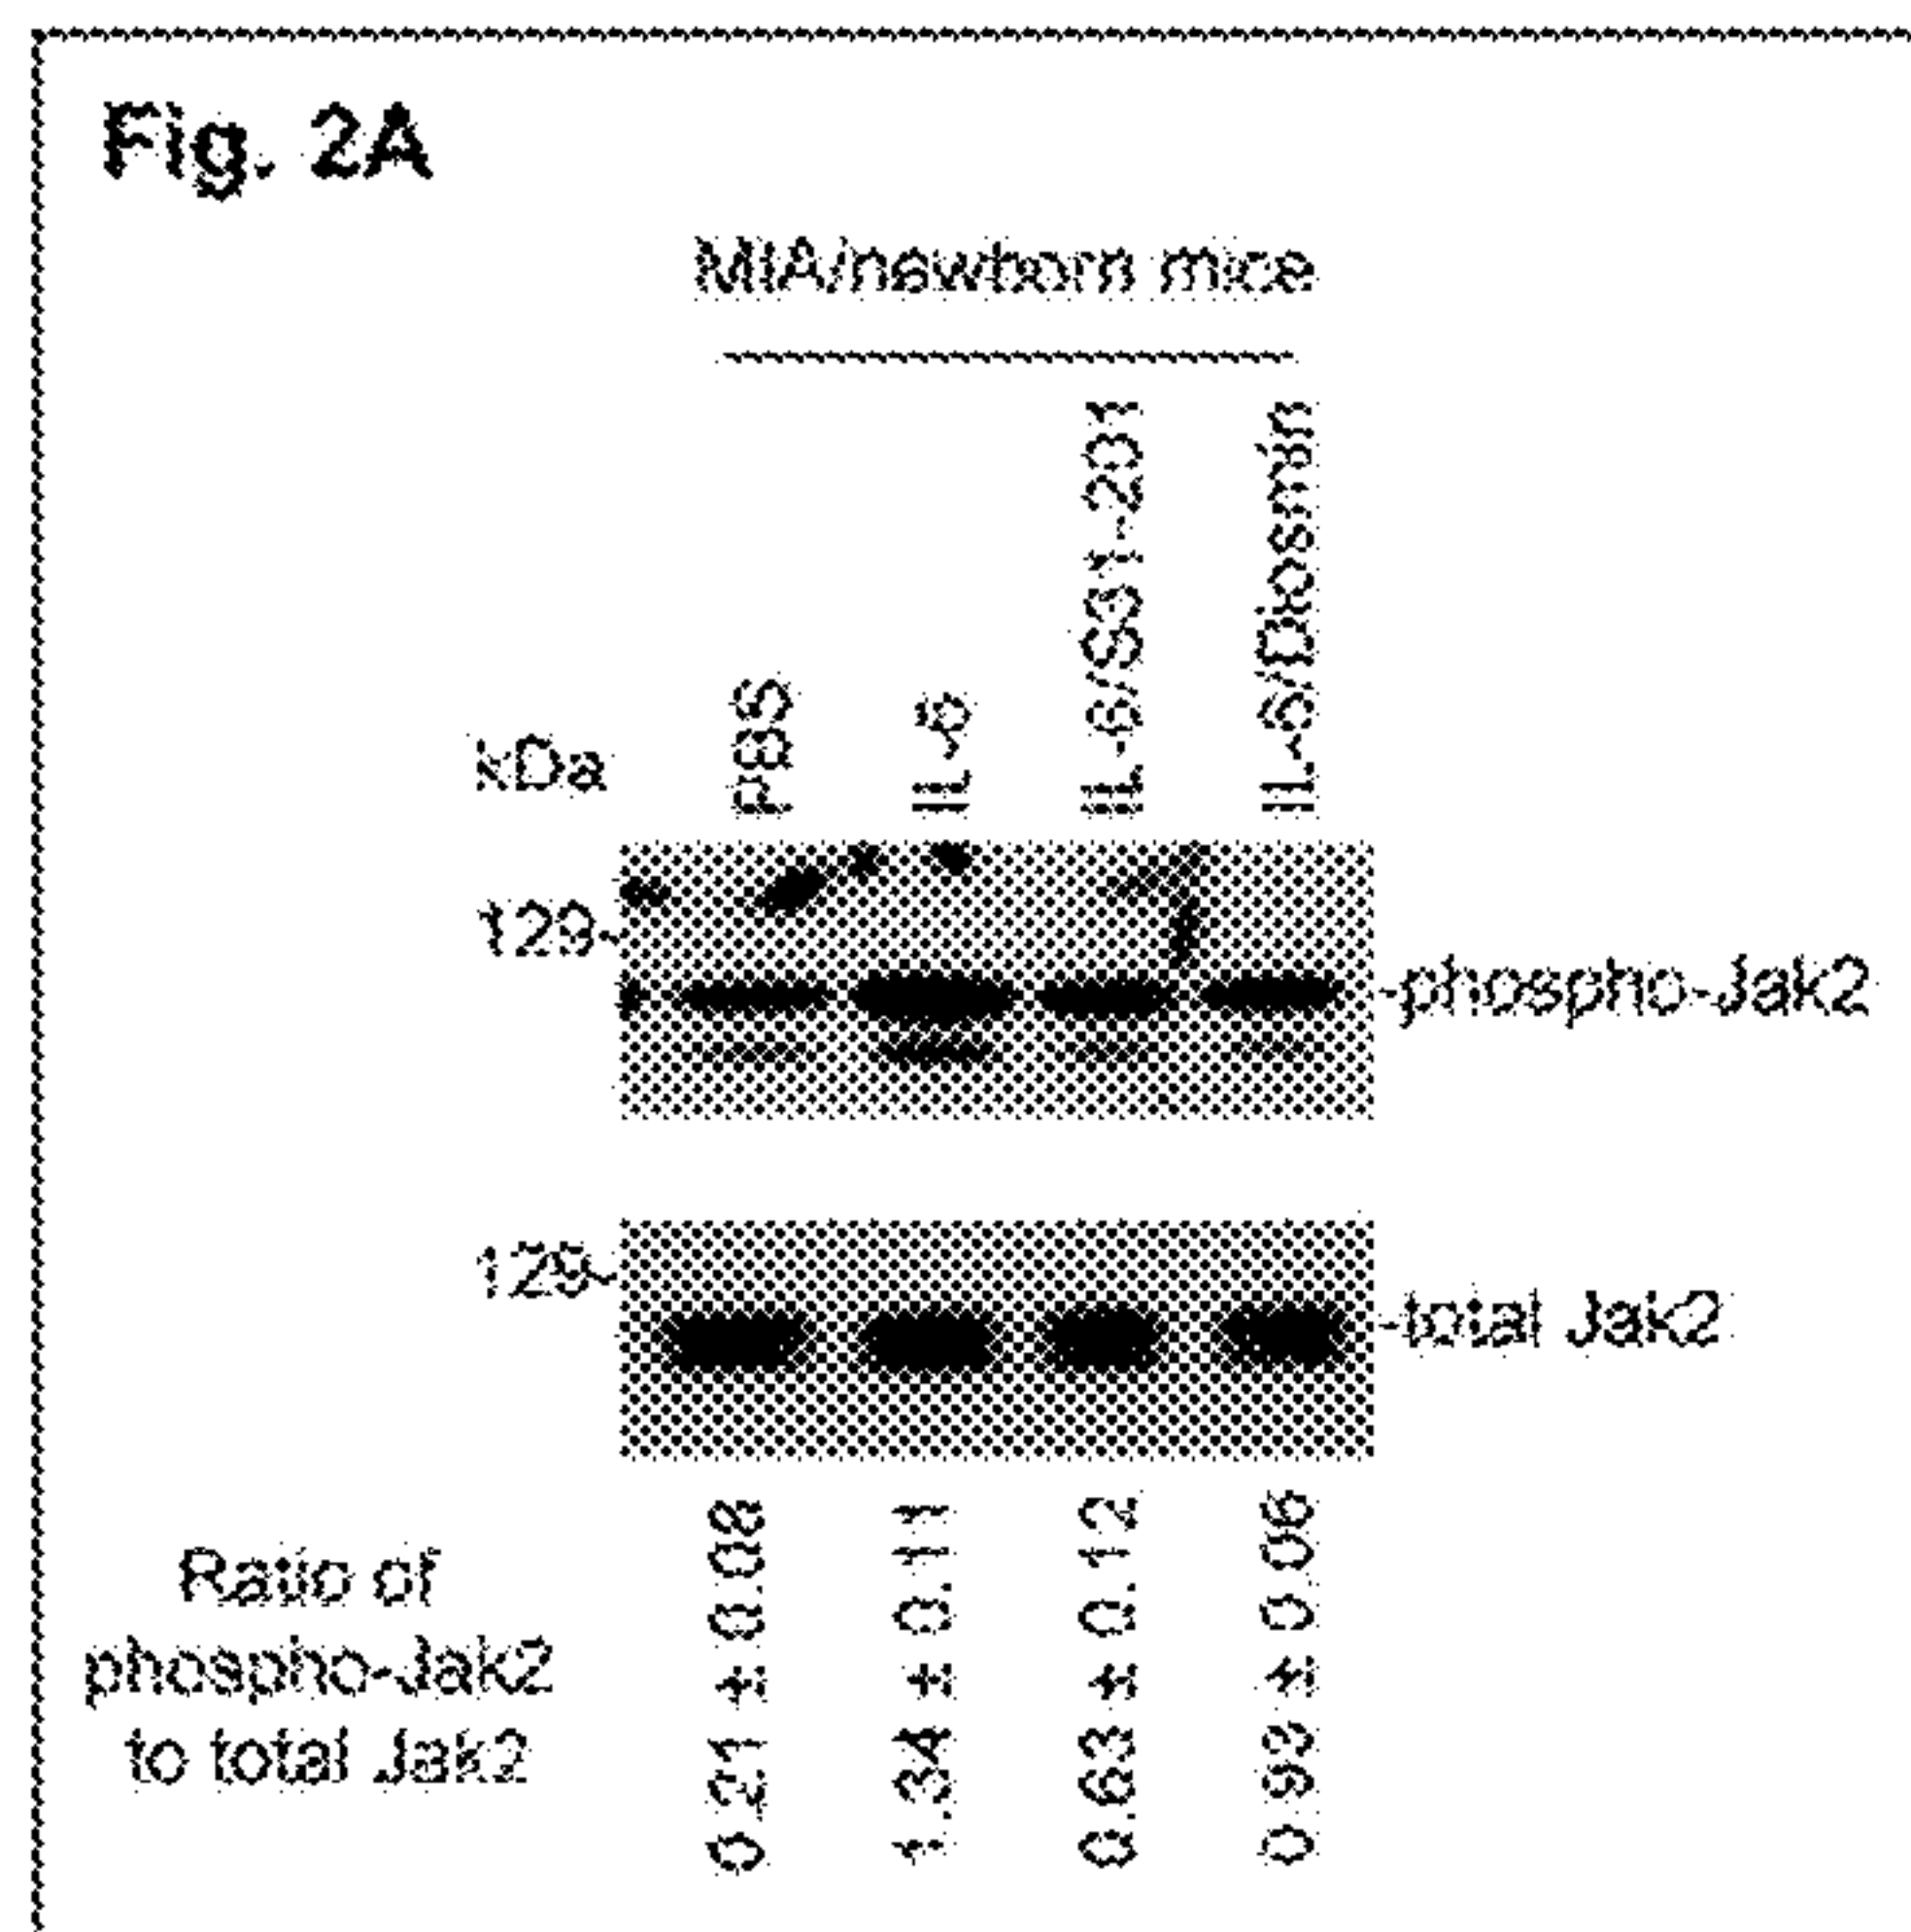 Fig. 2A
MIA/newborn mice
PBS
IL-6
IL-6/S31-201
IL-6/Diosmin
kDa
129-
-phospho-Jak2
129-
-total Jak2
Ratio of
phospho-Jak2
to total Jak2
0.21 ± 0.08
1.34 ± 0.11
0.63 ± 0.12
0.93 ± 0.06